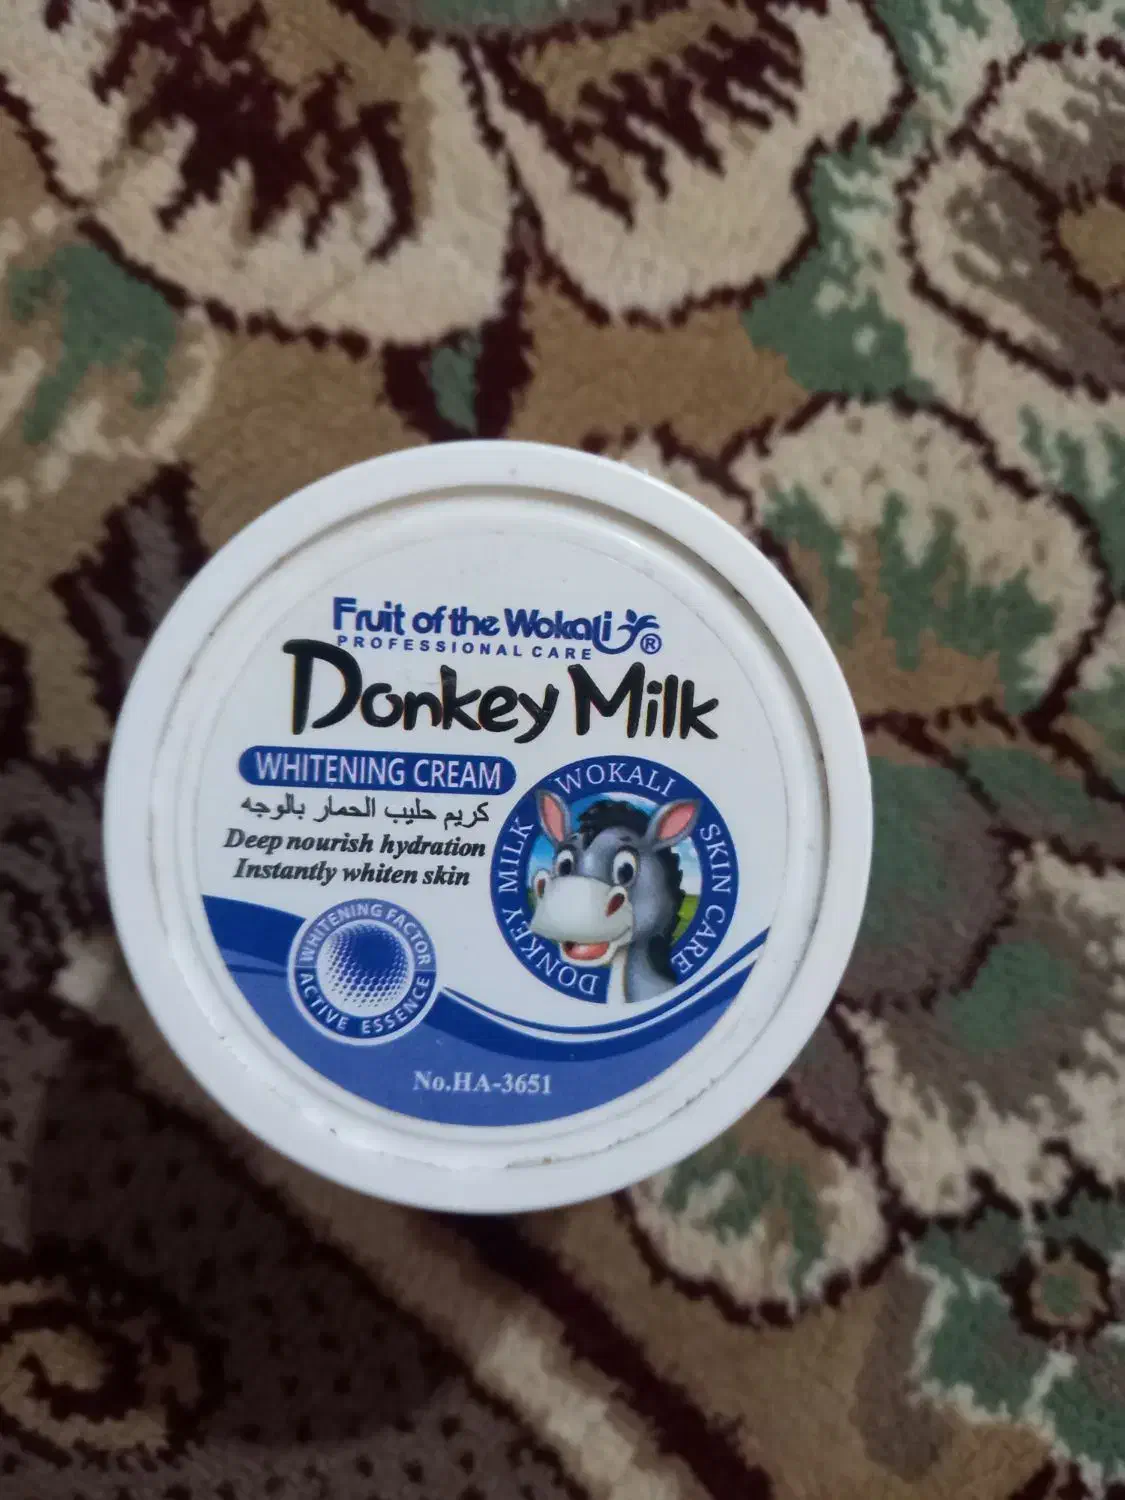 Fruit of the Wokali ®
PROFESSIONAL CARE
Donkey Milk
WHITENING CREAM
كريم حليب الحمار بالوجه
Deep nourish hydration
Instantly whiten skin
WOKALI SKIN CARE
DONKEY MILK
WHITENING FACTOR
ACTIVE ESSENCE
No.HA-3651